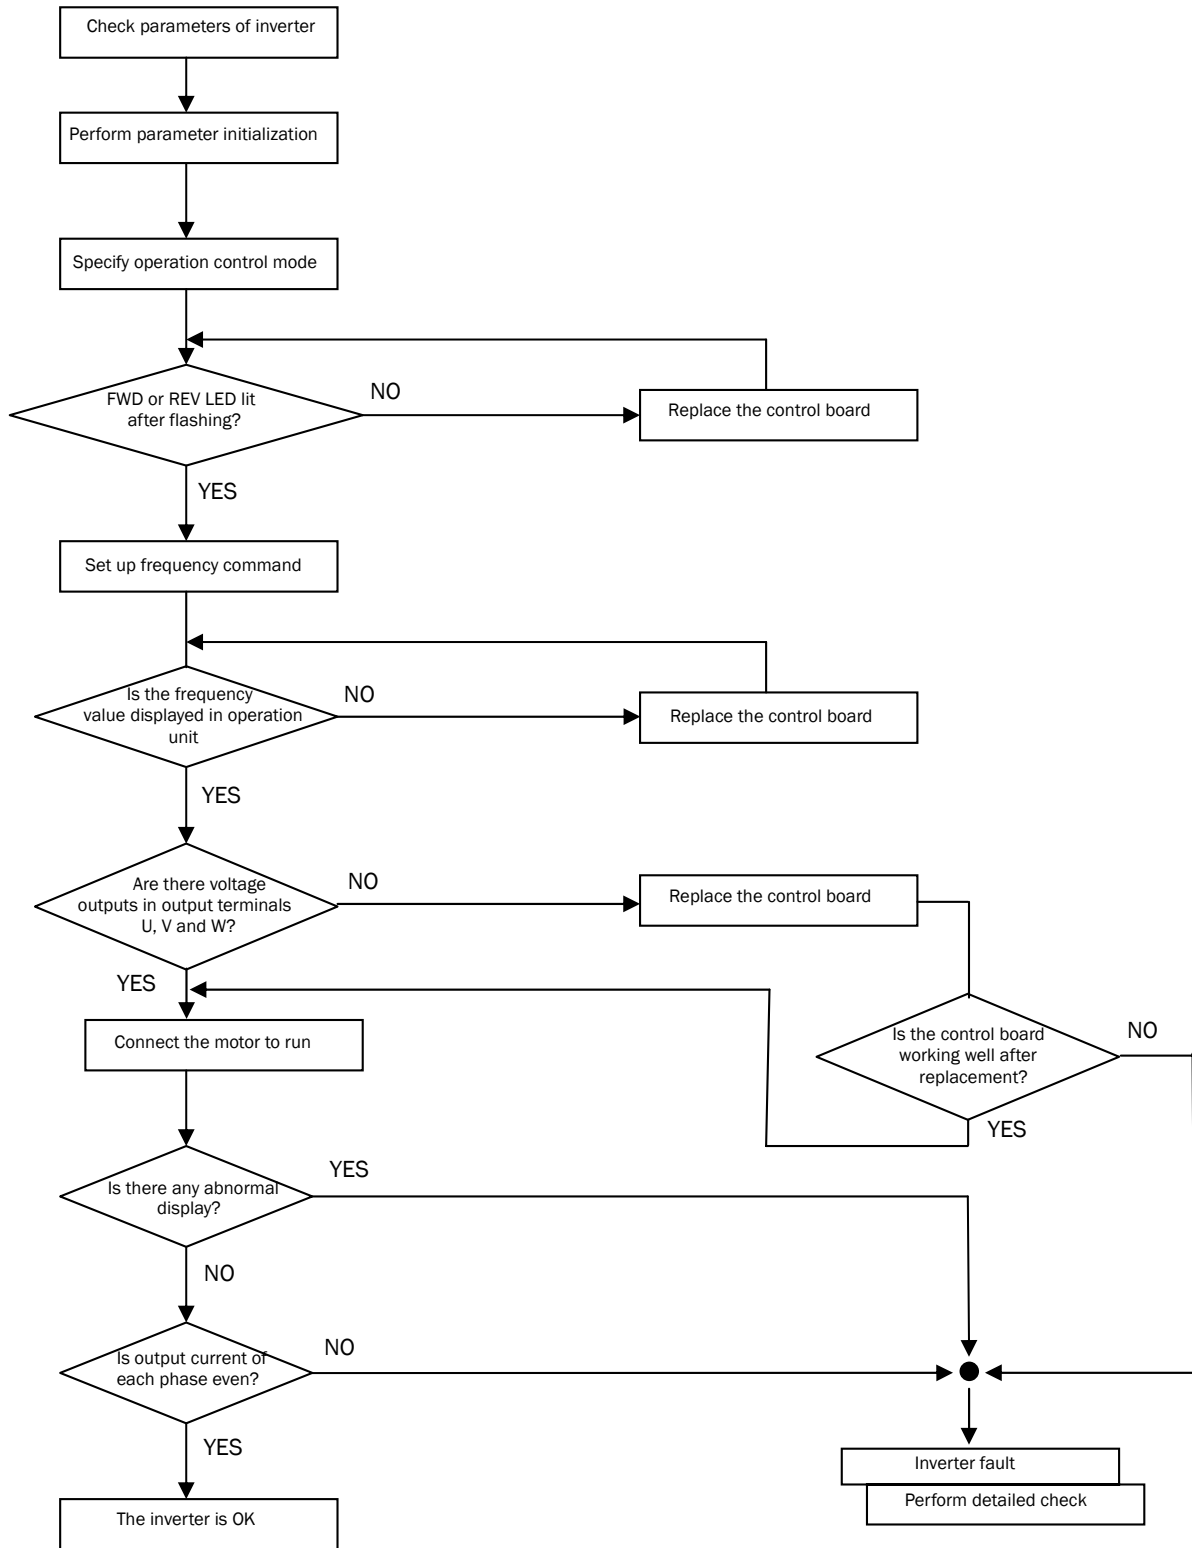 Check parameters of inverter
Perform parameter initialization
Specify operation control mode
FWD or REV LED lit
after flashing?
NO
Replace the control board
YES
Set up frequency command
Is the frequency
value displayed in operation
unit
NO
Replace the control board
YES
Are there voltage
outputs in output terminals
U, V and W?
NO
Replace the control board
YES
Is the control board
working well after
replacement?
NO
YES
Connect the motor to run
Is there any abnormal
display?
YES
NO
Is output current of
each phase even?
NO
YES
Inverter fault
Perform detailed check
The inverter is OK